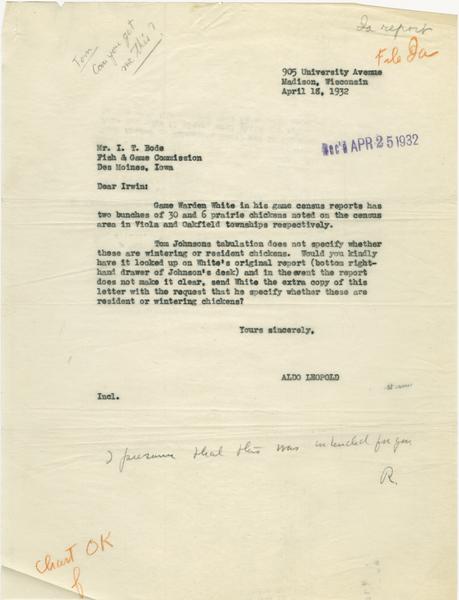 Ia report
File Ia
Tom
Can you get
me this?
905 University Avenue
Madison, Wisconsin
April 18, 1932
Rec'd APR 25 1932
Mr. I. T. Bode
Fish & Game Commission
Des Moines, Iowa
Dear Irwin:
Game Warden White in his game census reports has
two bunches of 30 and 6 prairie chickens noted on the census
area in Viola and Oakfield townships respectively.
Tom Johnsons tabulation does not specify whether
these are wintering or resident chickens. Would you kindly
have it looked up on White's original report (bottom right-
hand drawer of Johnson's desk) and in the event the report
does not make it clear, send White the extra copy of this
letter with the request that he specify whether these are
resident or wintering chickens?
Yours sincerely,
ALDO LEOPOLD
Incl.
I presume that this was intended for you
R.
Chart OK